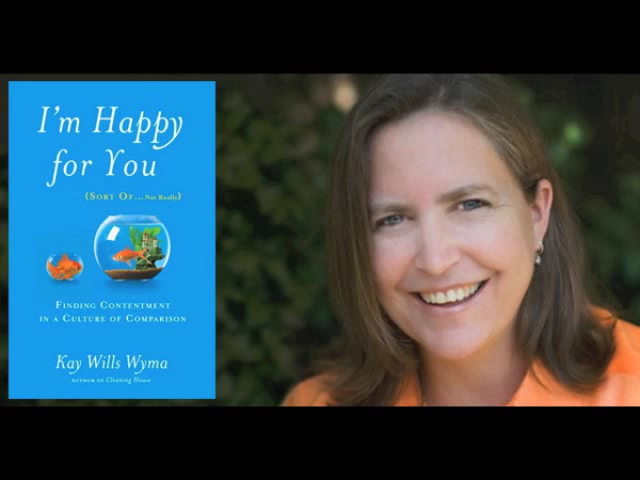 I'm Happy
for You
{Sort Of...Not Really}
Finding Contentment
in a Culture of Comparison
Kay Wills Wyma
Author of Cleaning House